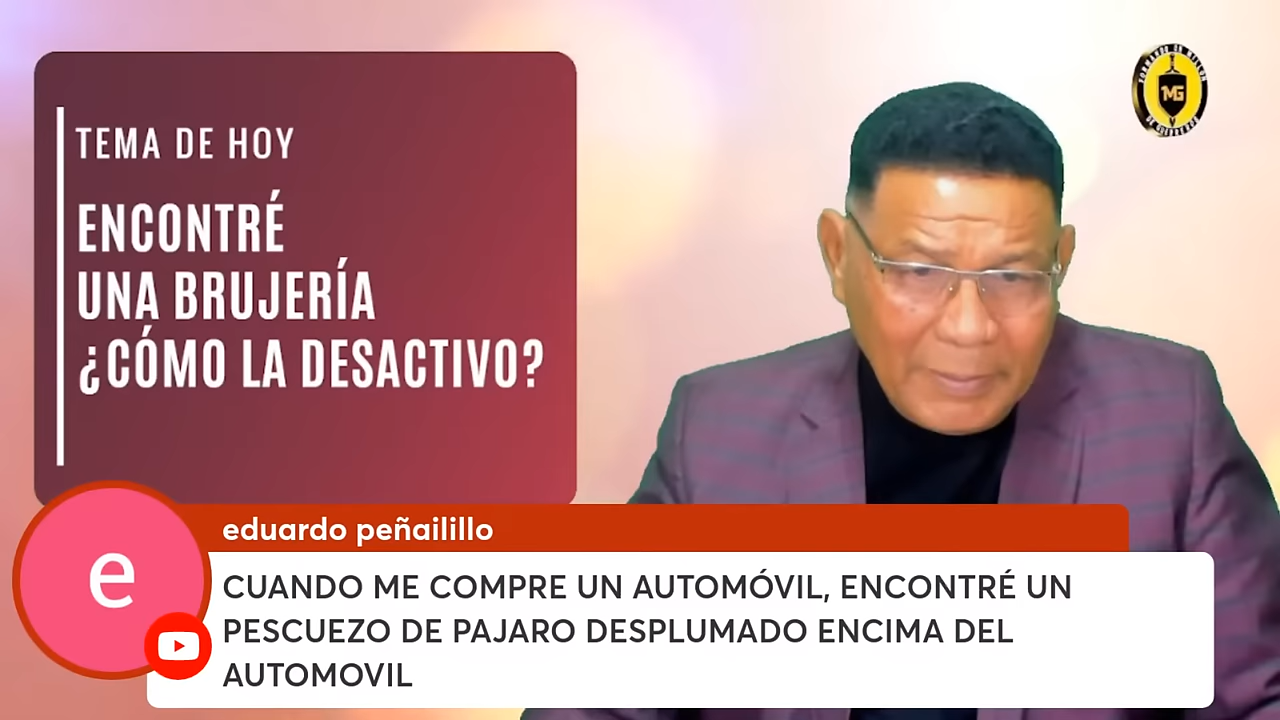 TEMA DE HOY
ENCONTRÉ
UNA BRUJERÍA
¿CÓMO LA DESACTIVO?
MG
e
eduardo peñailillo
CUANDO ME COMPRE UN AUTOMÓVIL, ENCONTRÉ UN
PESCUEZO DE PAJARO DESPLUMADO ENCIMA DEL
AUTOMOVIL